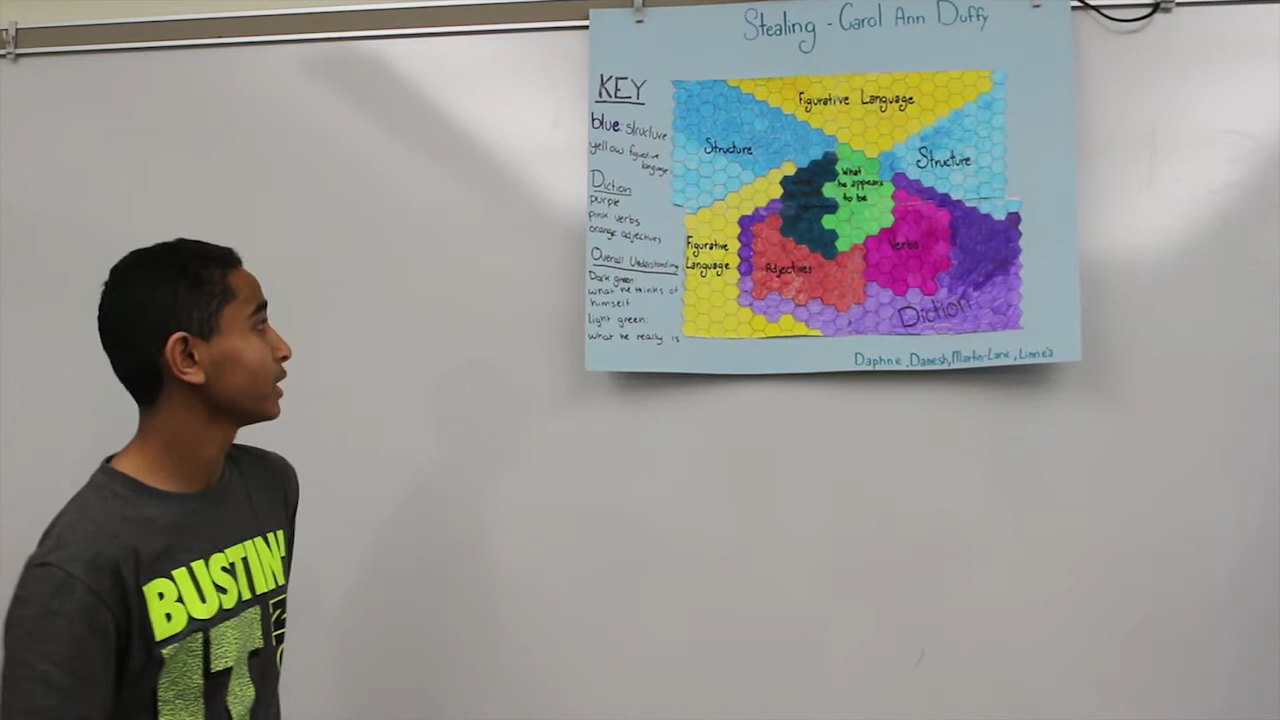 Stealing - Carol Ann Duffy
KEY
blue: structure
yellow figurative
language
Diction
purple
pink verbs
orange adjectives
Overall Understanding
Dark green
what he thinks of
himself
light green:
what he really is
Figurative Language
Structure
Structure
What
he appears
to be
Figurative
Language
Adjectives
Verbs
Diction
Daphne, Danesh, Martin-Lane, Linnea
BUSTIN'
IT